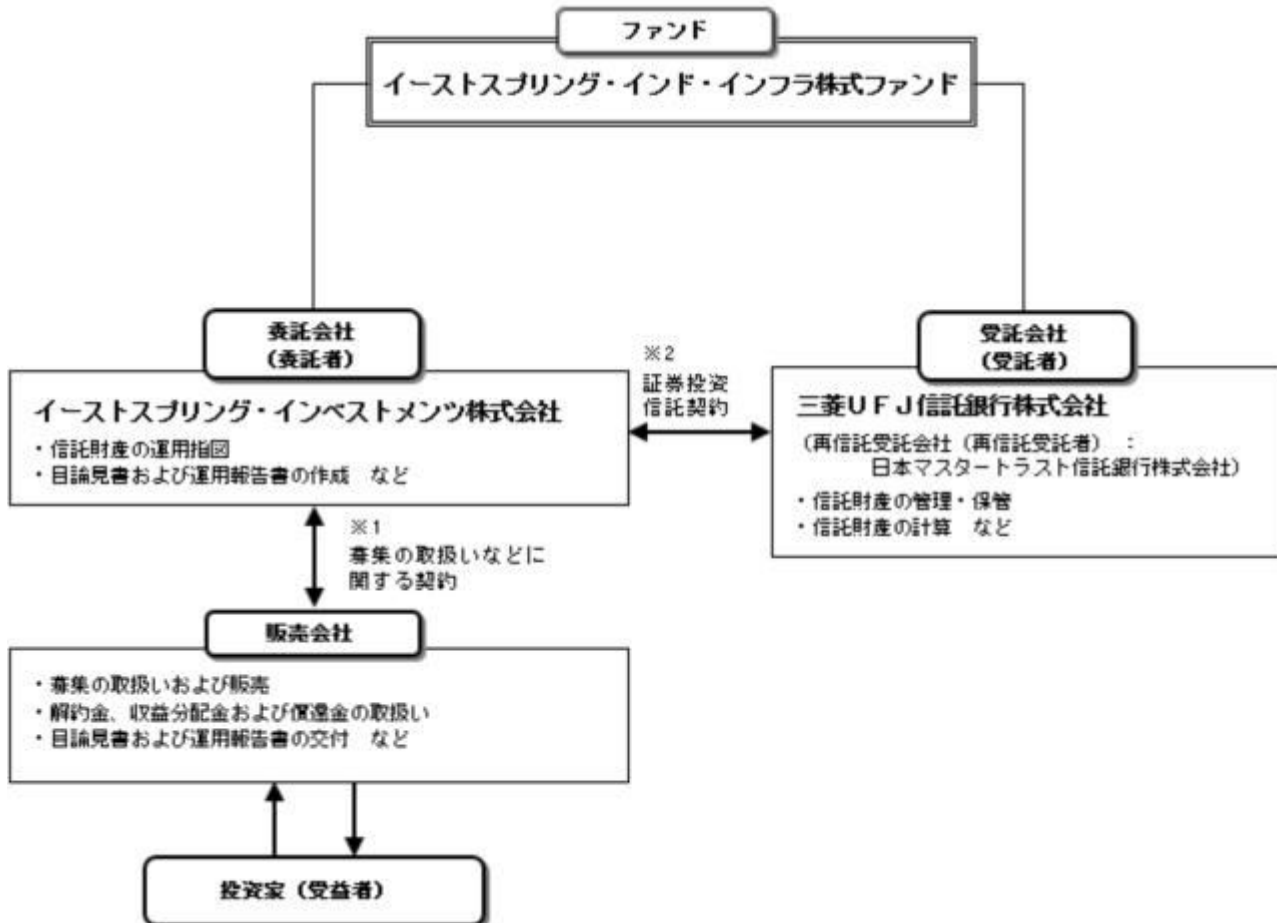 ファンド
イーストスプリング・インド・インフラ株式ファンド
委託会社
(委託者)
イーストスプリング・インベストメンツ株式会社
・信託財産の運用指図
・目論見書および運用報告書の作成 など
※2
証券投資
信託契約
受託会社
(受託者)
三菱UFJ信託銀行株式会社
(再信託受託会社(再信託受託者) :
日本マスタートラスト信託銀行株式会社)
・信託財産の管理・保管
・信託財産の計算 など
※1
募集の取扱いなどに
関する契約
販売会社
・募集の取扱いおよび販売
・解約金、収益分配金および償還金の取扱い
・目論見書および運用報告書の交付 など
投資家(受益者)